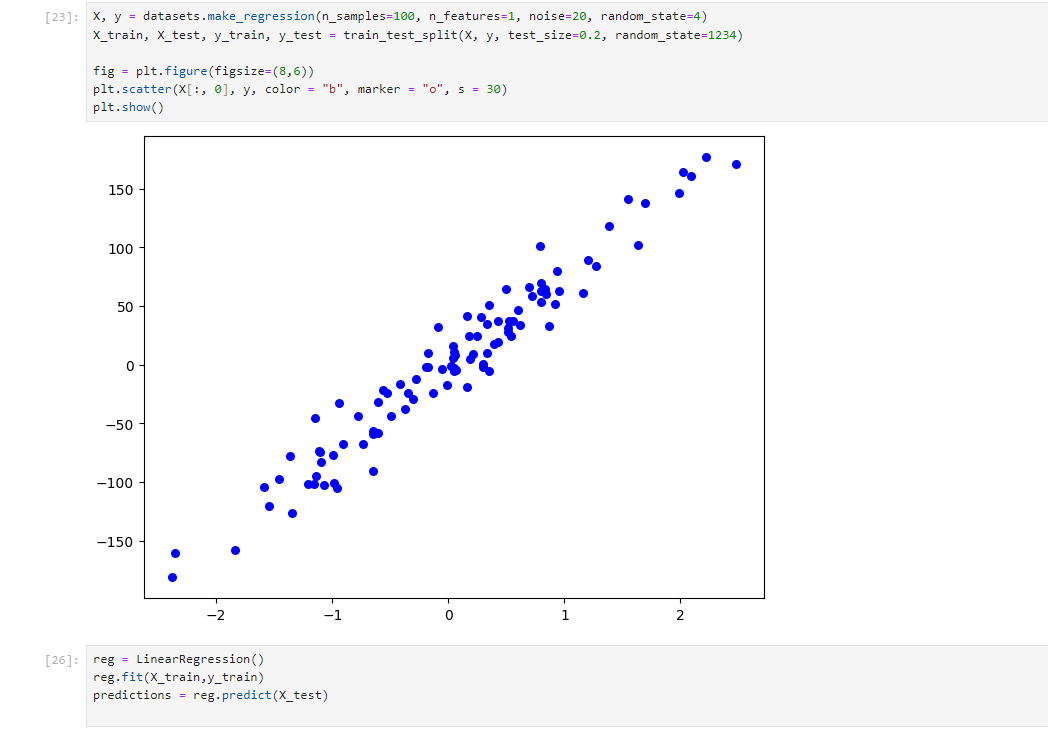 [23]: X, y = datasets.make_regression(n_samples=100, n_features=1, noise=20, random_state=4)
X_train, X_test, y_train, y_test = train_test_split(X, y, test_size=0.2, random_state=1234)
fig = plt.figure(figsize=(8,6))
plt.scatter(X[:, 0], y, color = "b", marker = "o", s = 30)
plt.show()
150
100
50
0
−50
−100
−150
−2 −1 0 1 2
[26]: reg = LinearRegression()
reg.fit(X_train,y_train)
predictions = reg.predict(X_test)